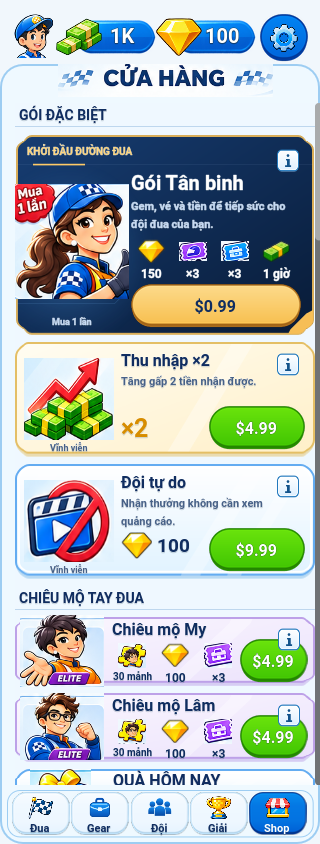 1K
100
CỬA HÀNG
GÓI ĐẶC BIỆT
KHỞI ĐẦU ĐƯỜNG ĐUA
i
Mua
1 lần
Gói Tân binh
Gem, vé và tiền để tiếp sức cho
đội đua của bạn.
150
×3
×3
1 giờ
$0.99
Mua 1 lần
Thu nhập ×2
i
Tăng gấp 2 tiền nhận được.
×2
$4.99
Vĩnh viễn
Đội tự do
i
Nhận thưởng không cần xem
quảng cáo.
100
$9.99
Vĩnh viễn
CHIÊU MỘ TAY ĐUA
Chiêu mộ My
i
$4.99
ELITE
30 mảnh
100
×3
Chiêu mộ Lâm
i
$4.99
ELITE
30 mảnh
100
×3
QUÀ HÔM NAY
Đua
Gear
Đội
Giải
Shop